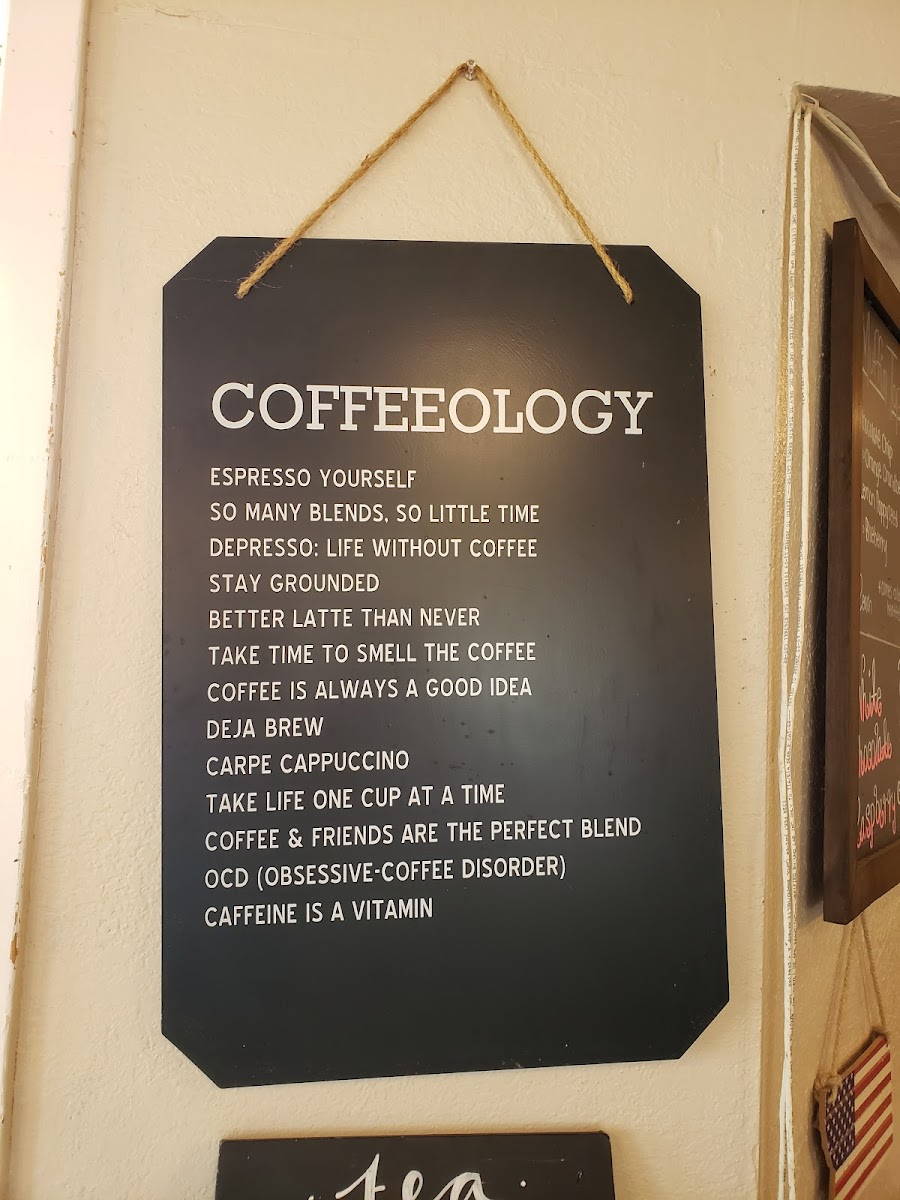 COFFEEOLOGY
ESPRESSO YOURSELF
SO MANY BLENDS, SO LITTLE TIME
DEPRESSO: LIFE WITHOUT COFFEE
STAY GROUNDED
BETTER LATTE THAN NEVER
TAKE TIME TO SMELL THE COFFEE
COFFEE IS ALWAYS A GOOD IDEA
DEJA BREW
CARPE CAPPUCCINO
TAKE LIFE ONE CUP AT A TIME
COFFEE & FRIENDS ARE THE PERFECT BLEND
OCD (OBSESSIVE-COFFEE DISORDER)
CAFFEINE IS A VITAMIN
tea